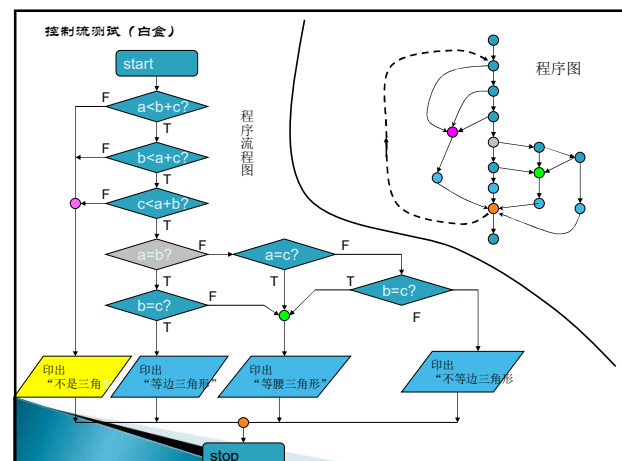 控制流测试（白盒）
start
程序图
F
a<b+c?
程序流程图
T
F
b<a+c?
T
F
c<a+b?
T
a=b?
F
a=c?
F
T
T
T
b=c?
F
b=c?
T
F
印出
“不是三角
印出
“等边三角形”
印出
“等腰三角形”
印出
“不等边三角形
stop